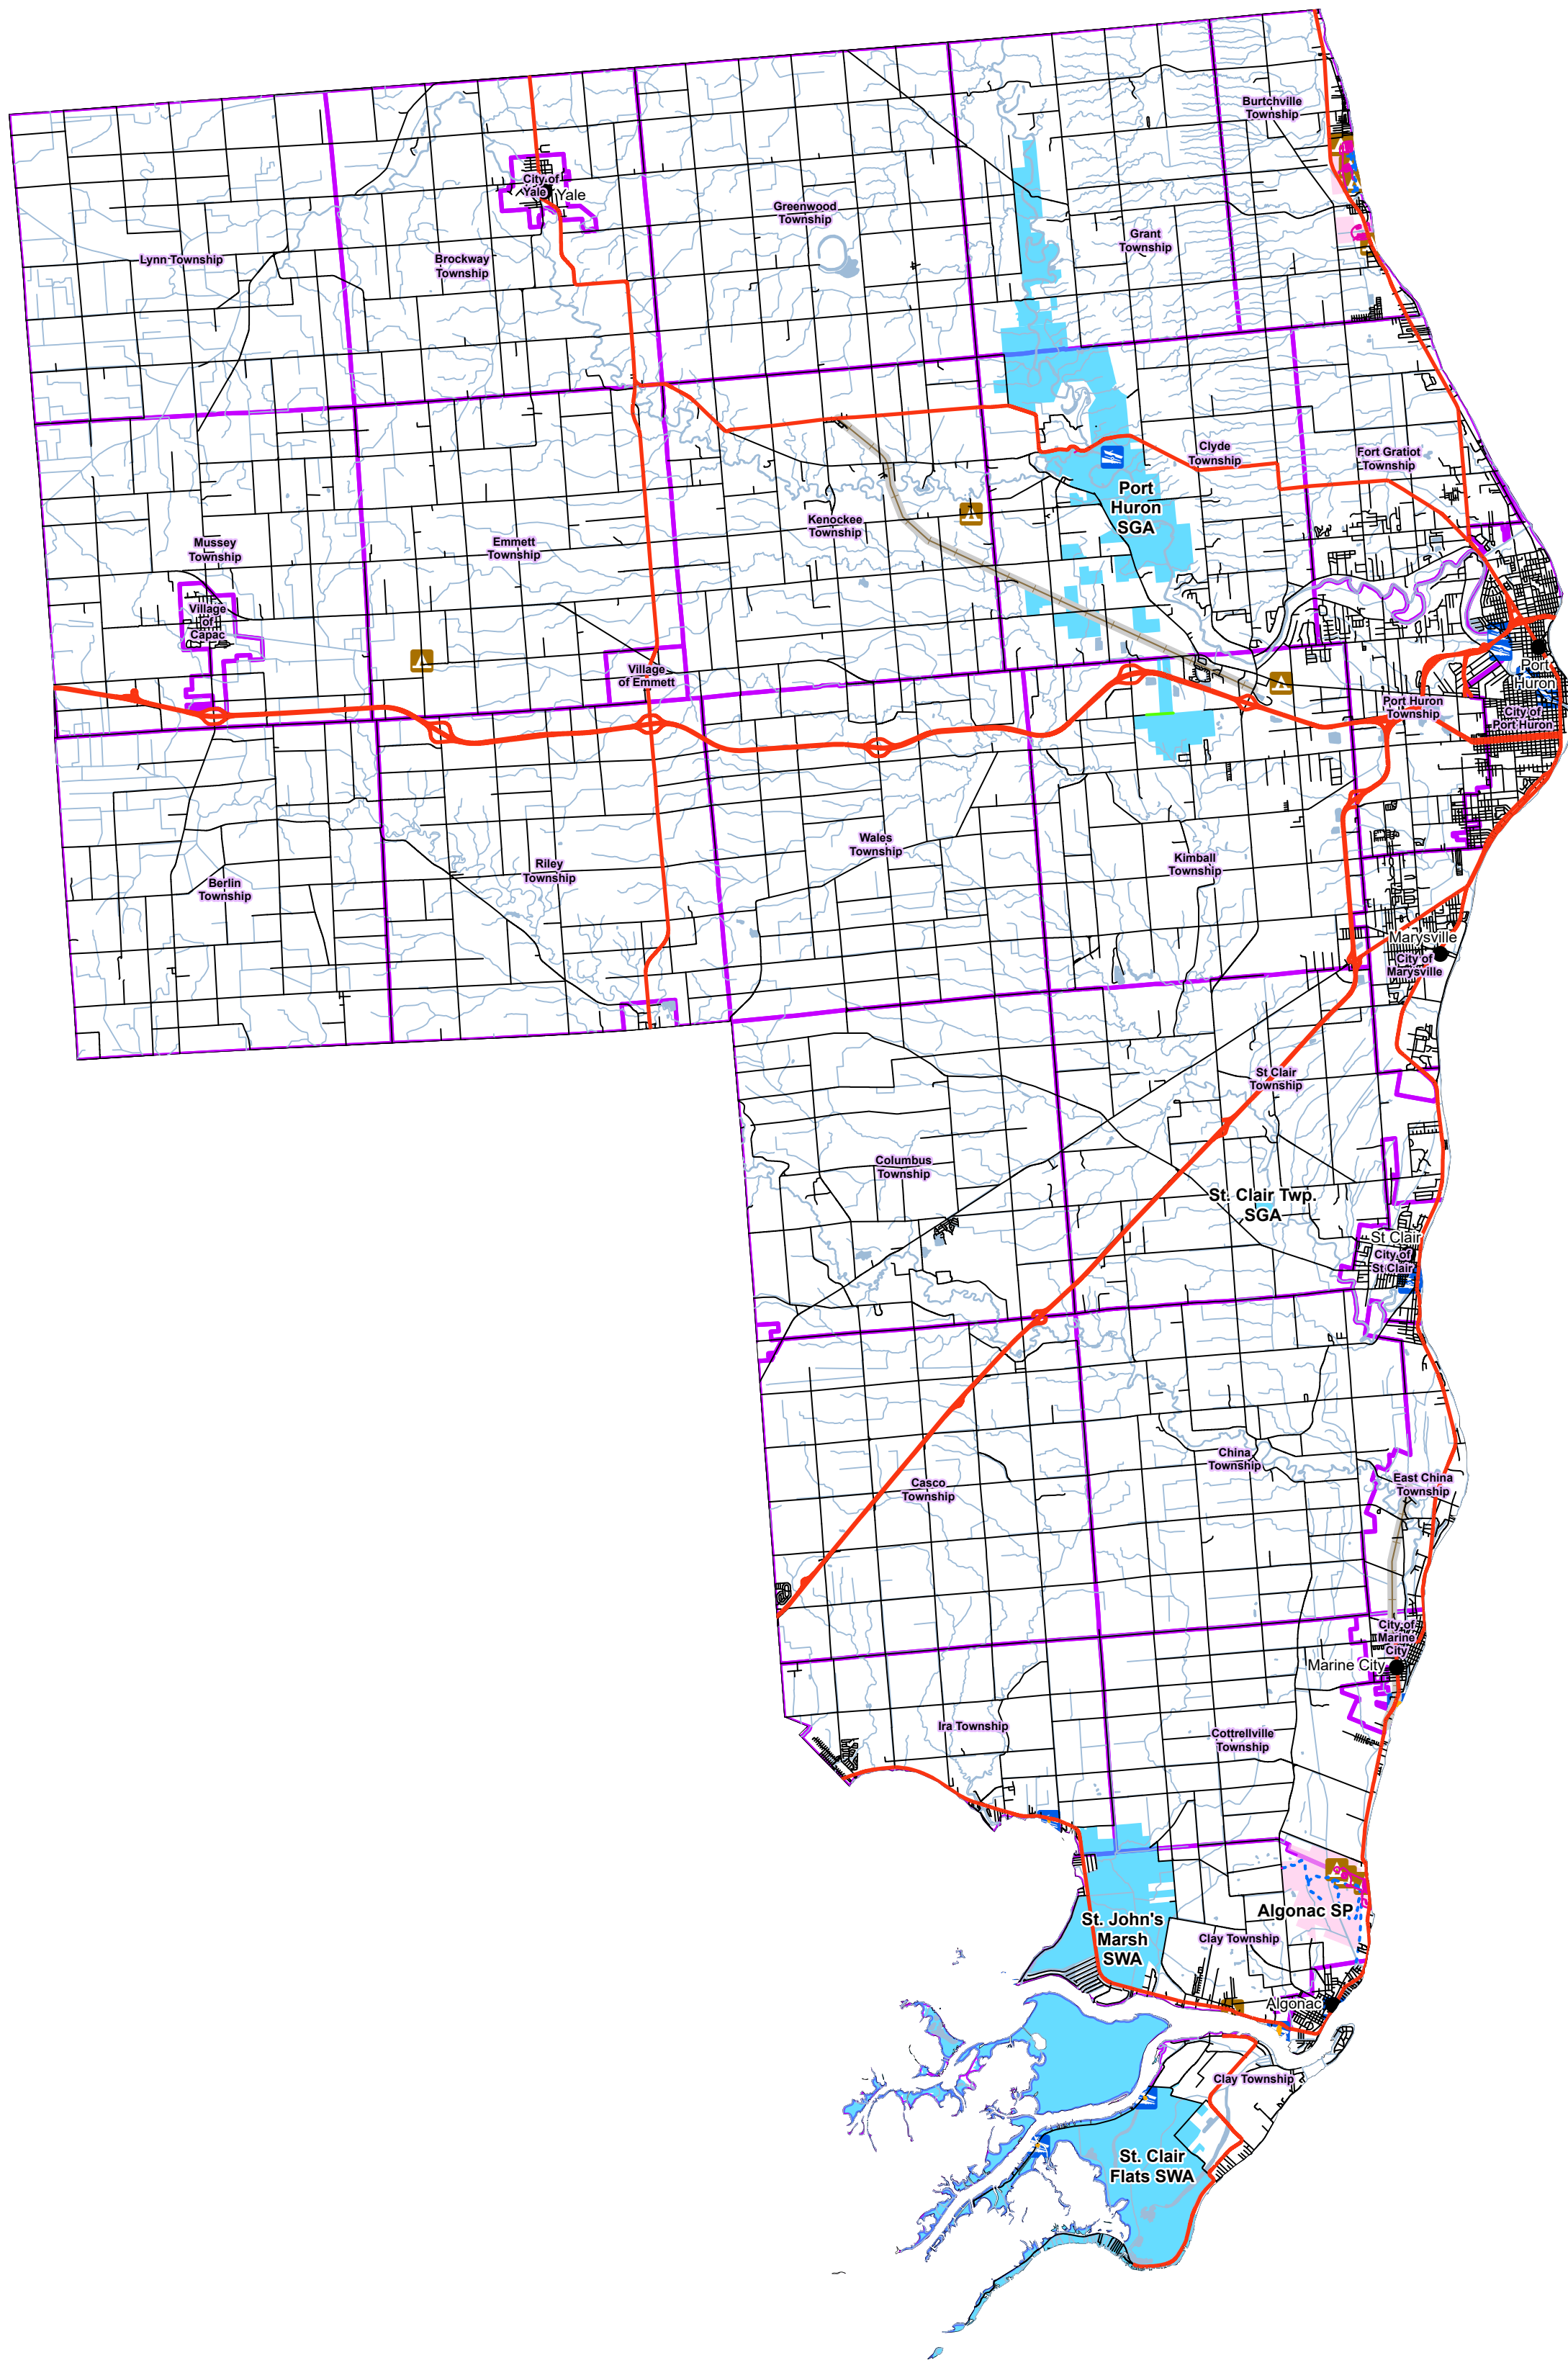 Burtchville
Township
City of
Yale
Yale
Greenwood
Township
Grant
Township
Lynn Township
Brockway
Township
Clyde
Township
Fort Gratiot
Township
Port
Huron
SGA
Kenockee
Township
Mussey
Township
Emmett
Township
Village
of
Capac
Village
of Emmett
Port
Huron
Port Huron
Township
City of
Port Huron
Wales
Township
Kimball
Township
Riley
Township
Berlin
Township
Marysville
City of
Marysville
St Clair
Township
Columbus
Township
St. Clair Twp.
SGA
St Clair
City of
St Clair
China
Township
East China
Township
Casco
Township
City of
Marine
City
Marine City
Ira Township
Cottrellville
Township
Algonac SP
St. John's
Marsh
SWA
Clay Township
Algonac
Clay Township
St. Clair
Flats SWA